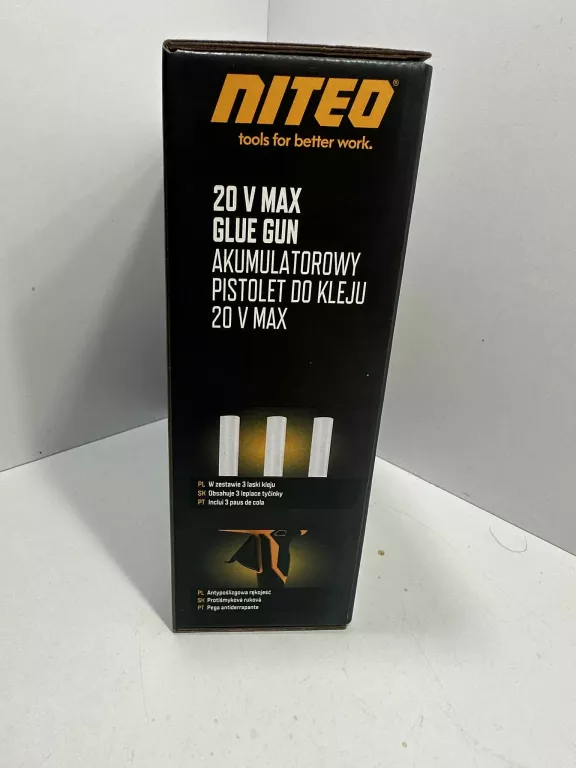 NITEO®
tools for better work.
20 V MAX
GLUE GUN
AKUMULATOROWY
PISTOLET DO KLEJU
20 V MAX
PL W zestawie 3 laski kleju
SK Obsahuje 3 lepiace tyčinky
PT Inclui 3 paus de cola
PL Antypoślizgowa rękojeść
SK Protišmyková rukovä
PT Pega antiderrapante